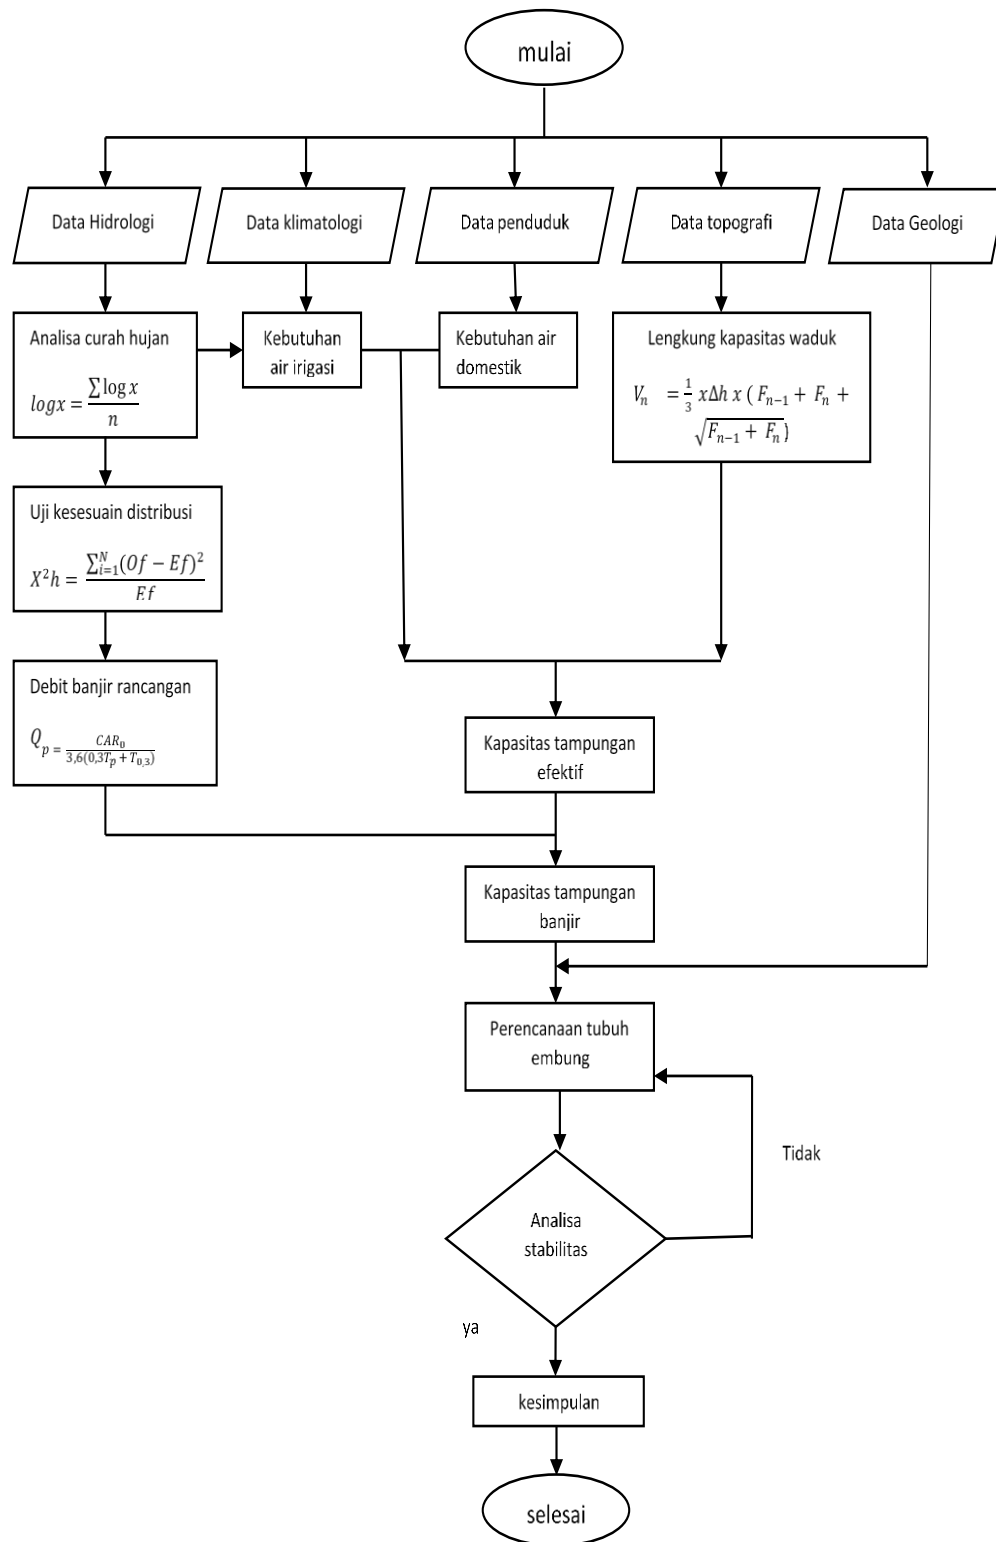 mulai
Data Hidrologi
Data klimatologi
Data penduduk
Data topografi
Data Geologi
Analisa curah hujan
logx = ∑ log x / n
Kebutuhan
air irigasi
Kebutuhan air
domestik
Lengkung kapasitas waduk
Vₙ = 1/3 xΔh x ( Fₙ₋₁ + Fₙ +
√(Fₙ₋₁ + Fₙ))
Uji kesesuain distribusi
X²h = ∑ᵢ₌₁ᴺ(Of − Ef)² / Ef
Debit banjir rancangan
Qₚ = CAR₀ / 3,6(0,3Tₚ + T₀,₃)
Kapasitas tampungan
efektif
Kapasitas tampungan
banjir
Perencanaan tubuh
embung
Tidak
Analisa
stabilitas
ya
kesimpulan
selesai